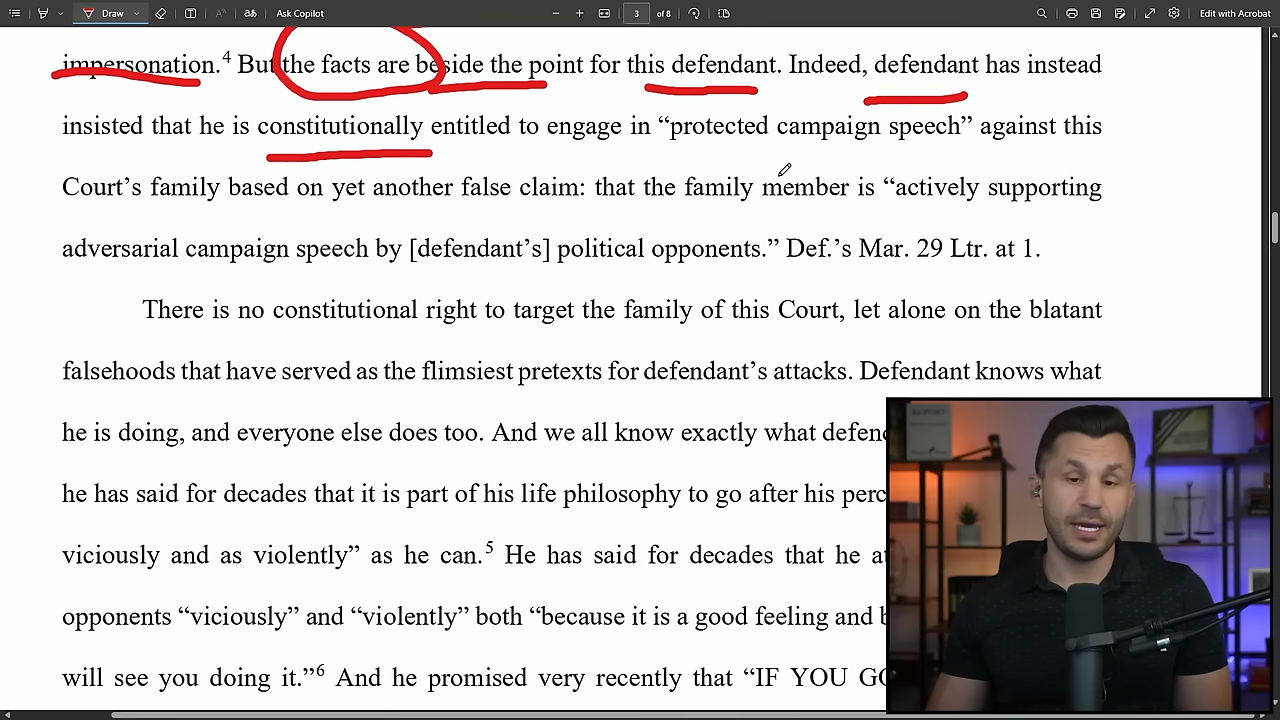 Draw
Ask Copilot
3 of 8
Edit with Acrobat
impersonation.4 But the facts are beside the point for this defendant. Indeed, defendant has instead
insisted that he is constitutionally entitled to engage in “protected campaign speech” against this
Court’s family based on yet another false claim: that the family member is “actively supporting
adversarial campaign speech by [defendant’s] political opponents.” Def.’s Mar. 29 Ltr. at 1.
There is no constitutional right to target the family of this Court, let alone on the blatant
falsehoods that have served as the flimsiest pretexts for defendant’s attacks. Defendant knows what
he is doing, and everyone else does too. And we all know exactly what
he has said for decades that it is part of his life philosophy to go after his
viciously and as violently” as he can.5 He has said for decades that he
opponents “viciously” and “violently” both “because it is a good feeling and
will see you doing it.”6 And he promised very recently that “IF YOU
REPORT